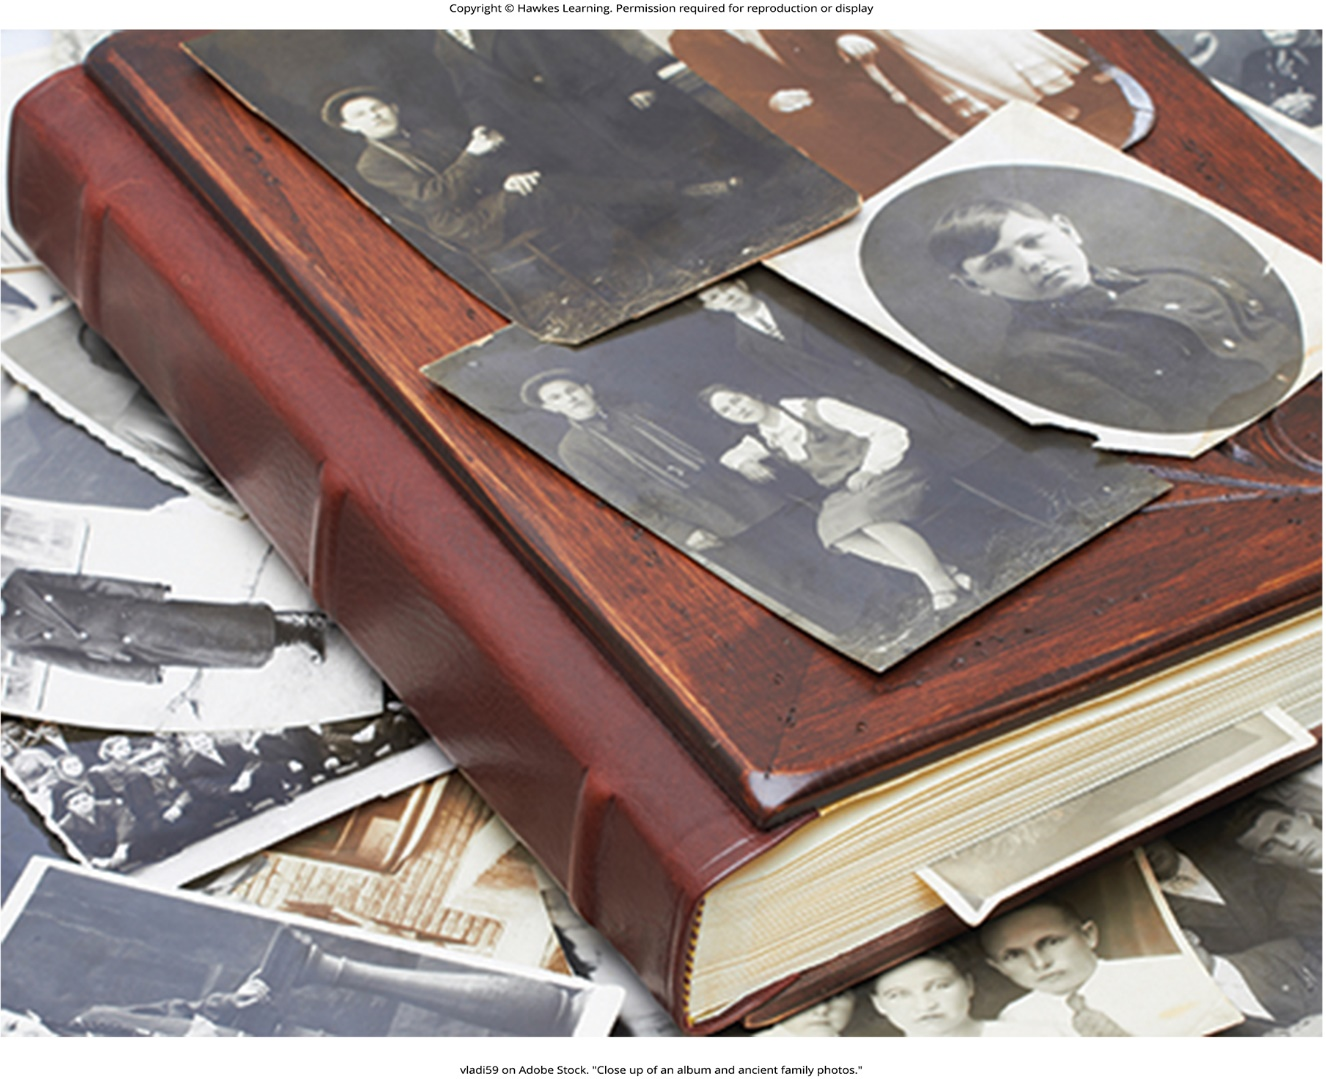 Copyright © Hawkes Learning. Permission required for reproduction or display
vladi59 on Adobe Stock. "Close up of an album and ancient family photos."